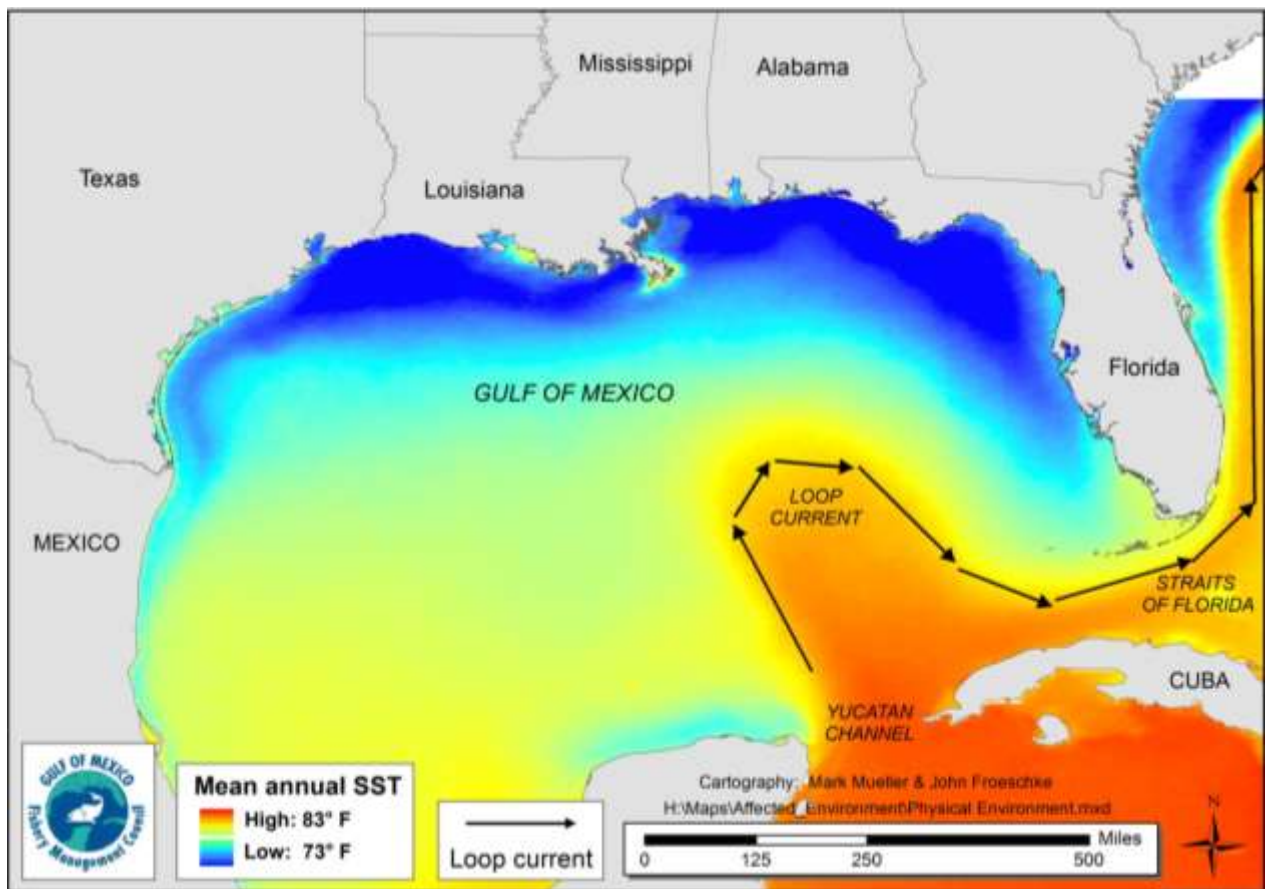 Mississippi
Alabama
Texas
Louisiana
GULF OF MEXICO
Florida
LOOP
CURRENT
MEXICO
STRAITS
OF FLORIDA
CUBA
YUCATAN
CHANNEL
GULF OF MEXICO
Fishery Management Council
Mean annual SST
High: 83° F
Low: 73° F
Loop current
Cartography: Mark Mueller & John Froeschke
H:\Maps\Affected_Environment\Physical Environment.mxd
Miles
0 125 250 500
N